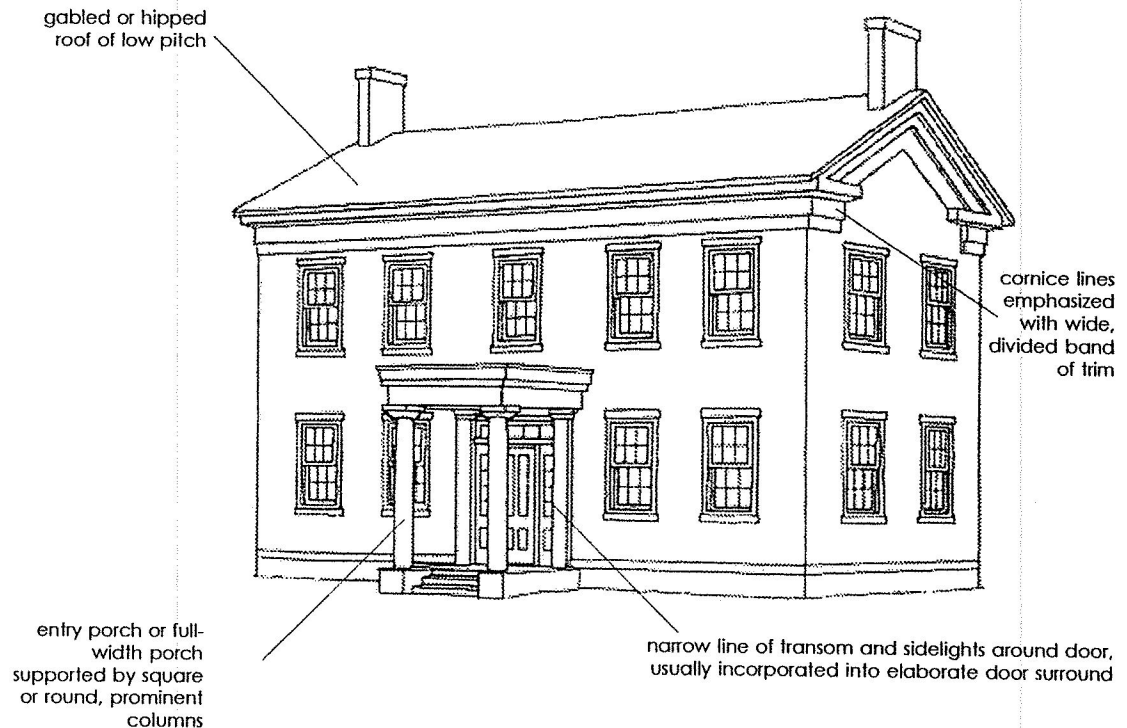 gabled or hipped
roof of low pitch
cornice lines
emphasized
with wide,
divided band
of trim
entry porch or full-
width porch
supported by square
or round, prominent
columns
narrow line of transom and sidelights around door,
usually incorporated into elaborate door surround